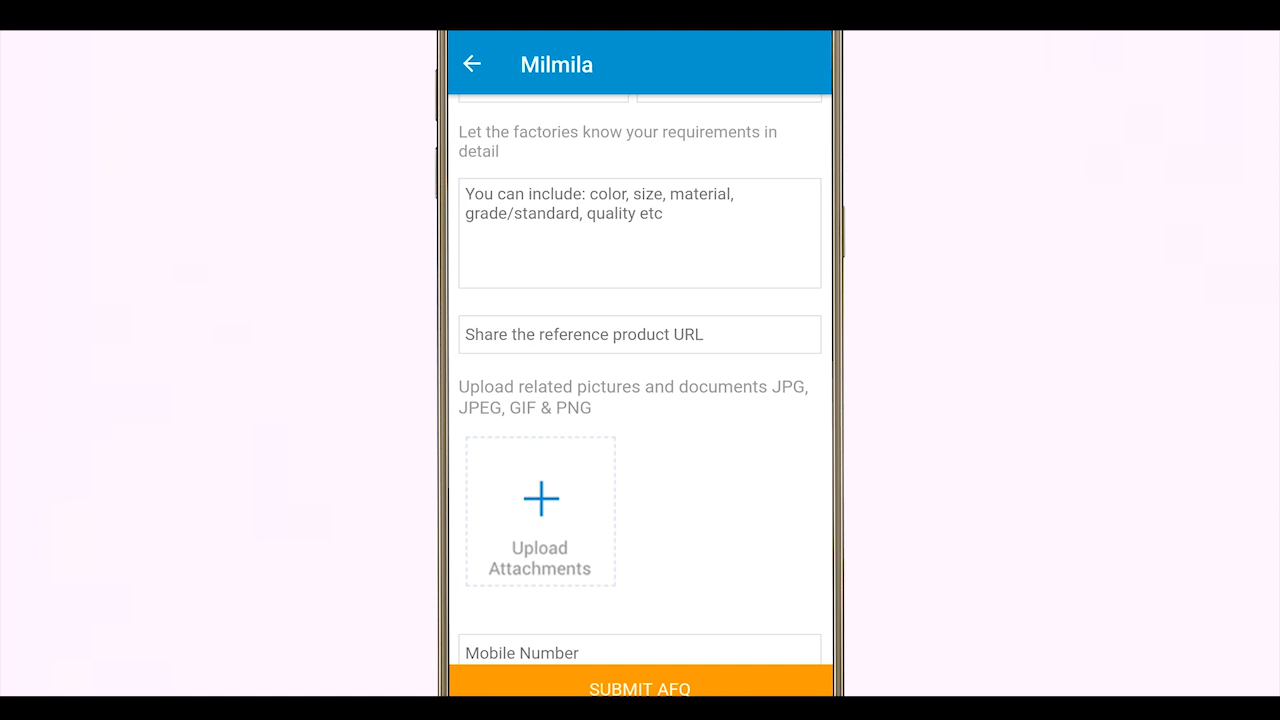 Milmila
Let the factories know your requirements in
detail
You can include: color, size, material,
grade/standard, quality etc
Share the reference product URL
Upload related pictures and documents JPG,
JPEG, GIF & PNG
Upload
Attachments
Mobile Number
SUBMIT AFQ